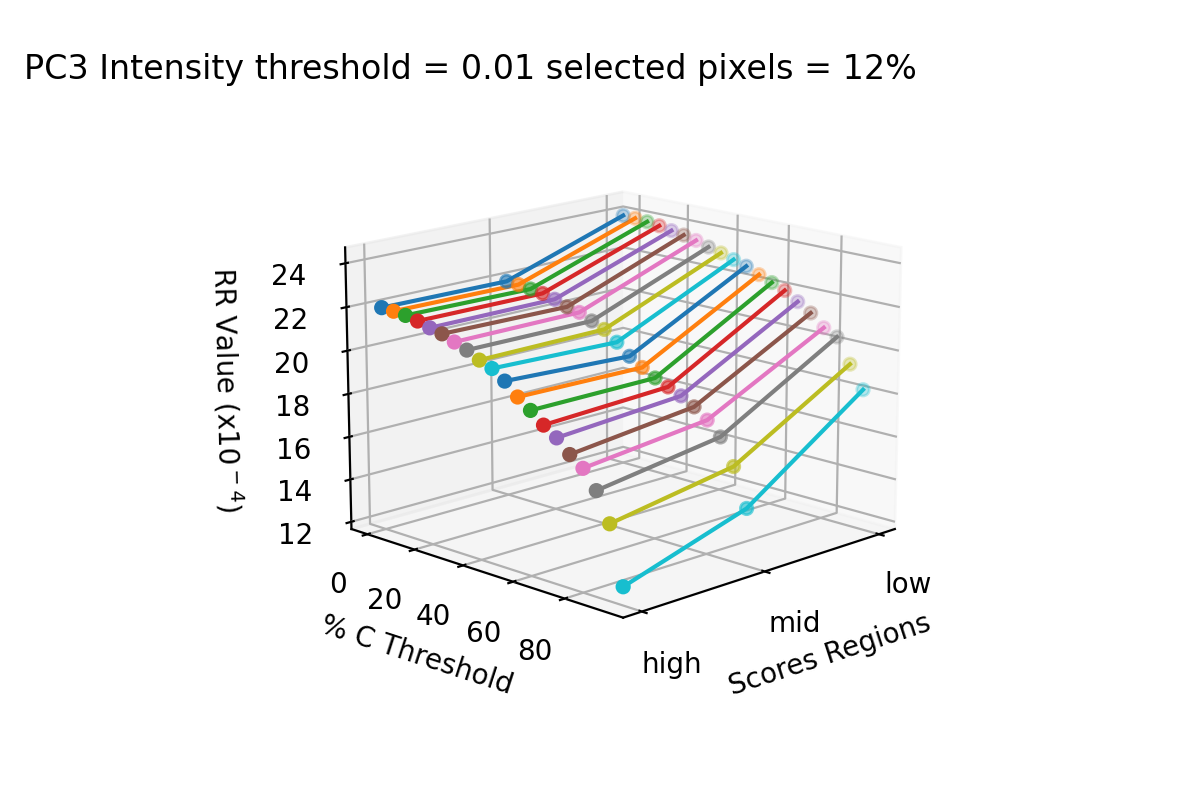 PC3 Intensity threshold = 0.01 selected pixels = 12%
RR Value (x10⁻⁴)
24
22
20
18
16
14
12
0
20
40
60
80
% C Threshold
high
mid
low
Scores Regions